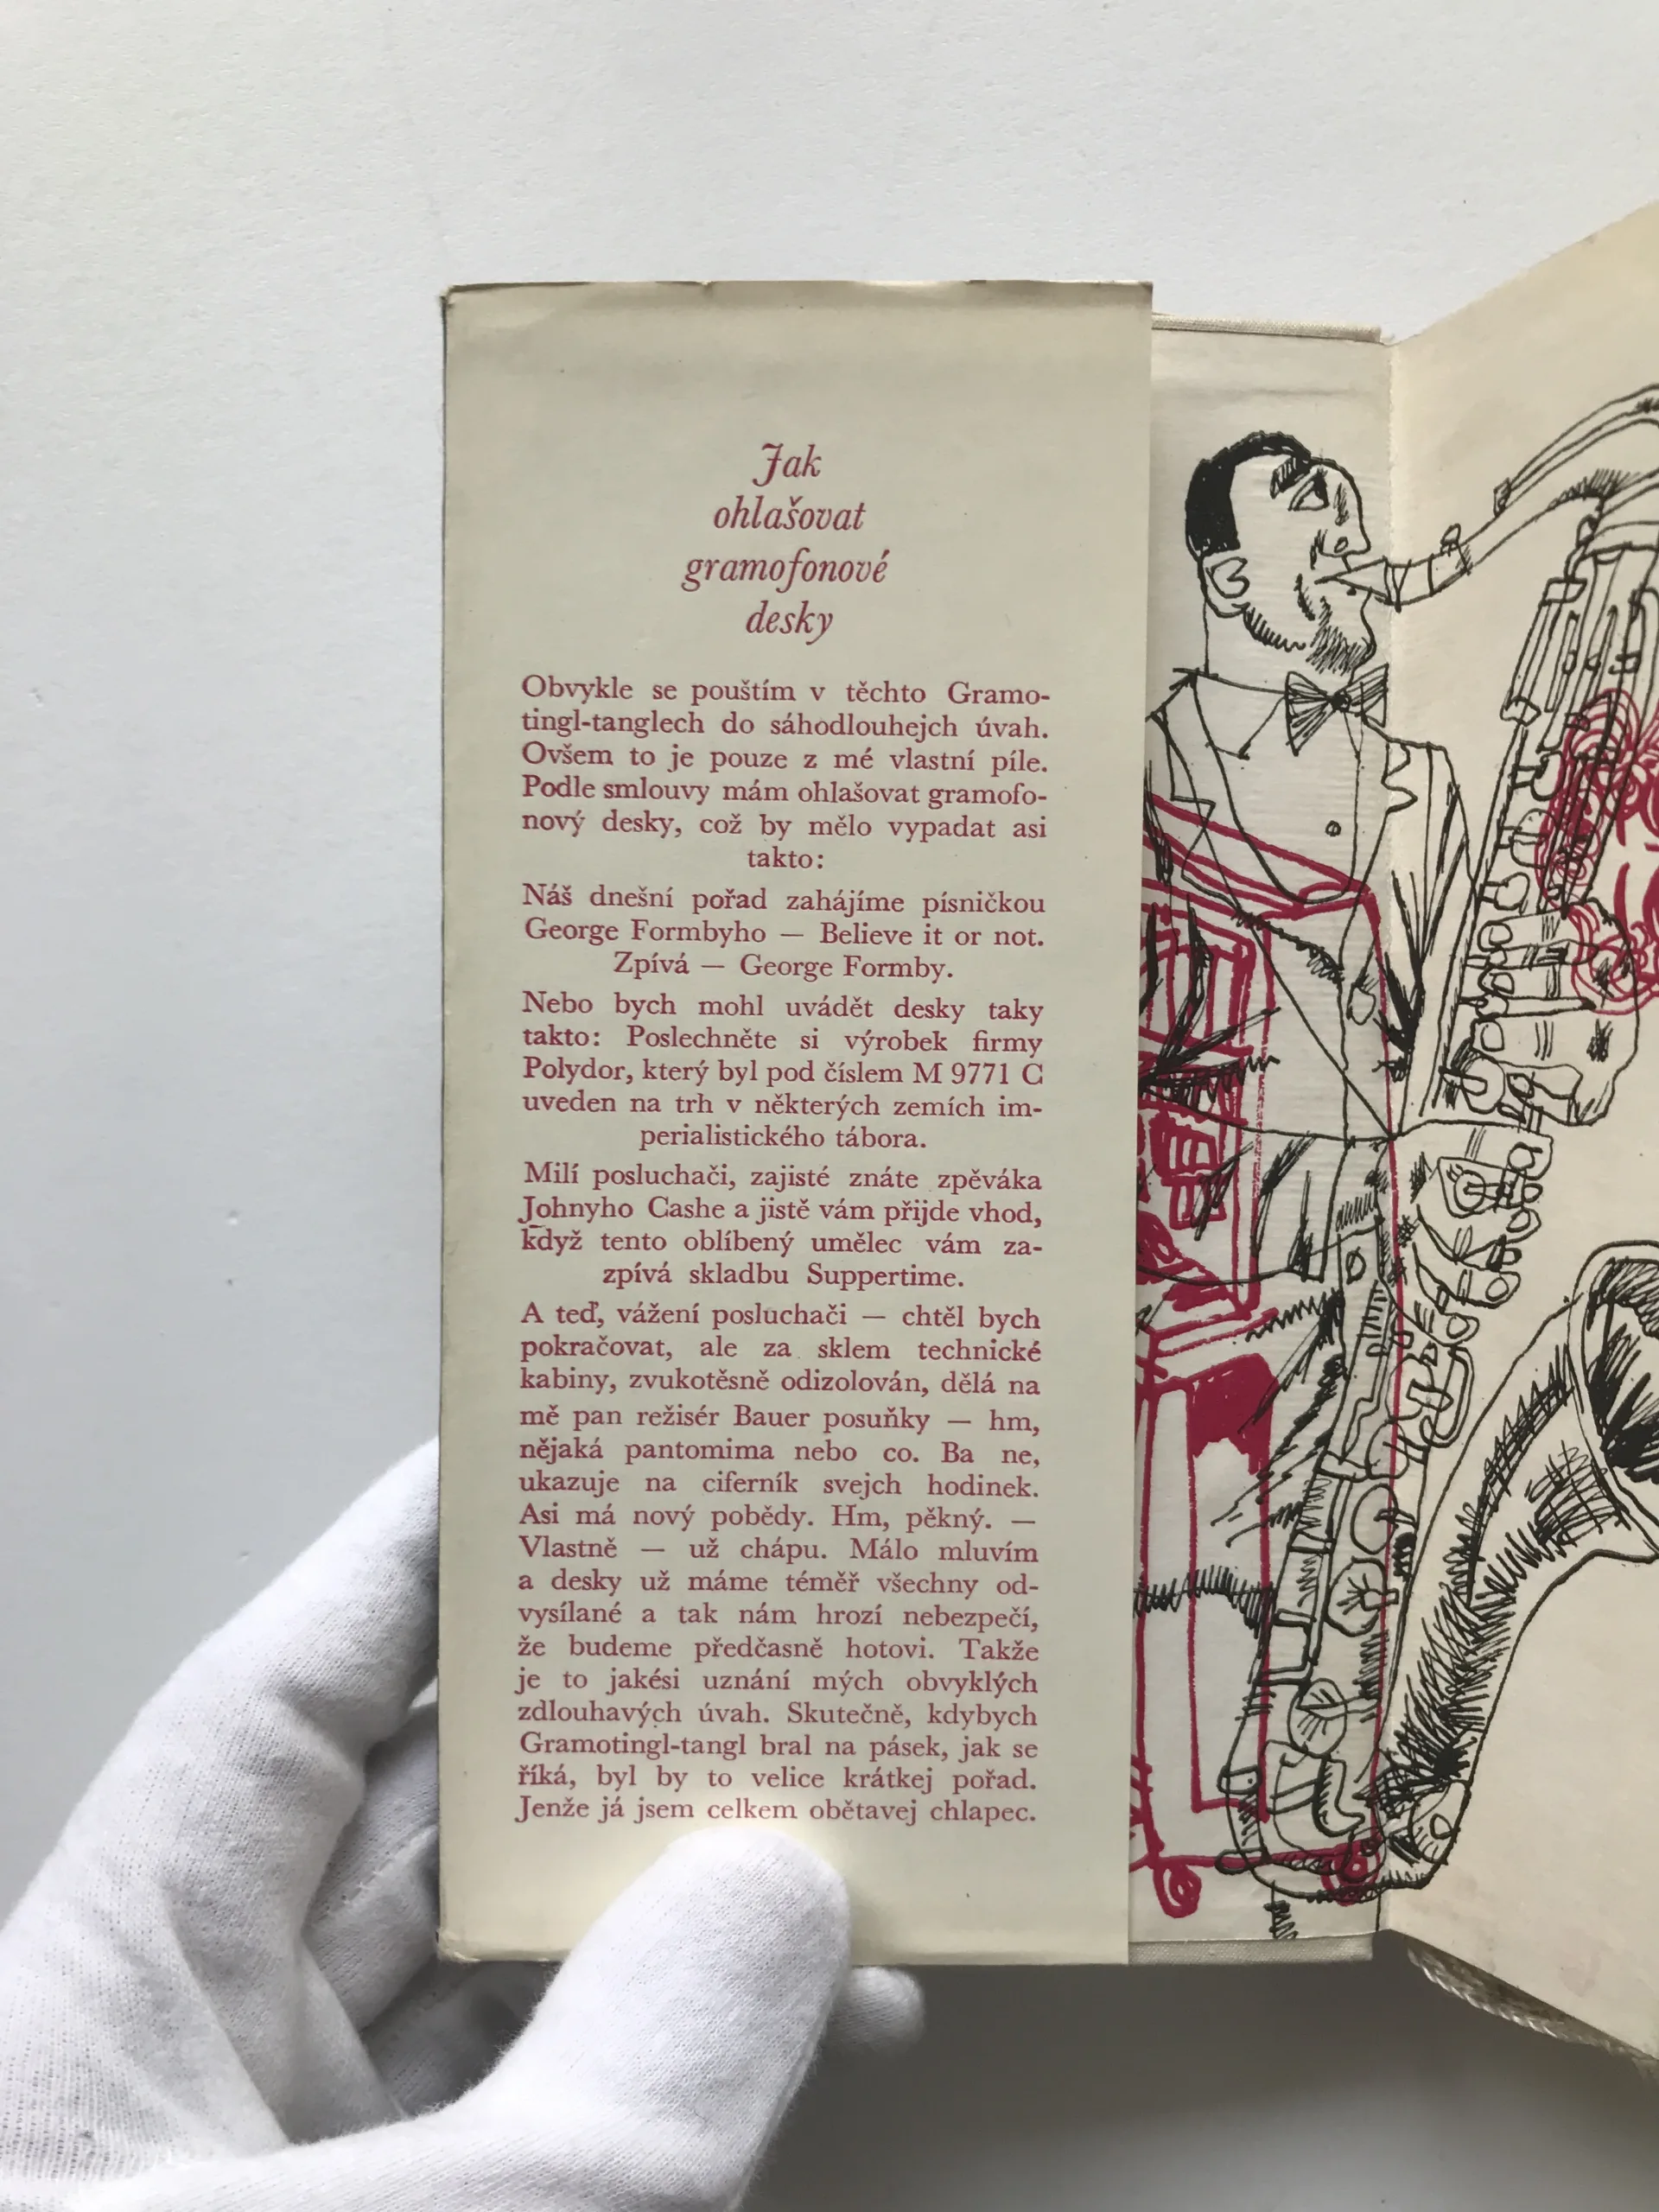 Jak
ohlašovat
gramofonové
desky
Obvykle se pouštím v těchto Gramo-
tingl-tanglech do sáhodlouhejch úvah.
Ovšem to je pouze z mé vlastní píle.
Podle smlouvy mám ohlašovat gramofo-
nový desky, což by mělo vypadat asi
takto:
Náš dnešní pořad zahájíme písničkou
George Formbyho — Believe it or not.
Zpívá — George Formby.
Nebo bych mohl uvádět desky taky
takto: Poslechněte si výrobek firmy
Polydor, který byl pod číslem M 9771 C
uveden na trh v některých zemích im-
perialistického tábora.
Milí posluchači, zajisté znáte zpěváka
Johnyho Cashe a jistě vám přijde vhod,
když tento oblíbený umělec vám za-
zpívá skladbu Suppertime.
A teď, vážení posluchači — chtěl bych
pokračovat, ale za sklem technické
kabiny, zvukotěsně odizolován, dělá na
mě pan režisér Bauer posuňky — hm,
nějaká pantomima nebo co. Ba ne,
ukazuje na ciferník svejch hodinek.
Asi má nový pobědy. Hm, pěkný. —
Vlastně — už chápu. Málo mluvím
a desky už máme téměř všechny od-
vysílané a tak nám hrozí nebezpečí,
že budeme předčasně hotovi. Takže
je to jakési uznání mých obvyklých
zdlouhavých úvah. Skutečně, kdybych
Gramotingl-tangl bral na pásek, jak se
říká, byl by to velice krátkej pořad.
Jenže já jsem celkem obětavej chlapec.